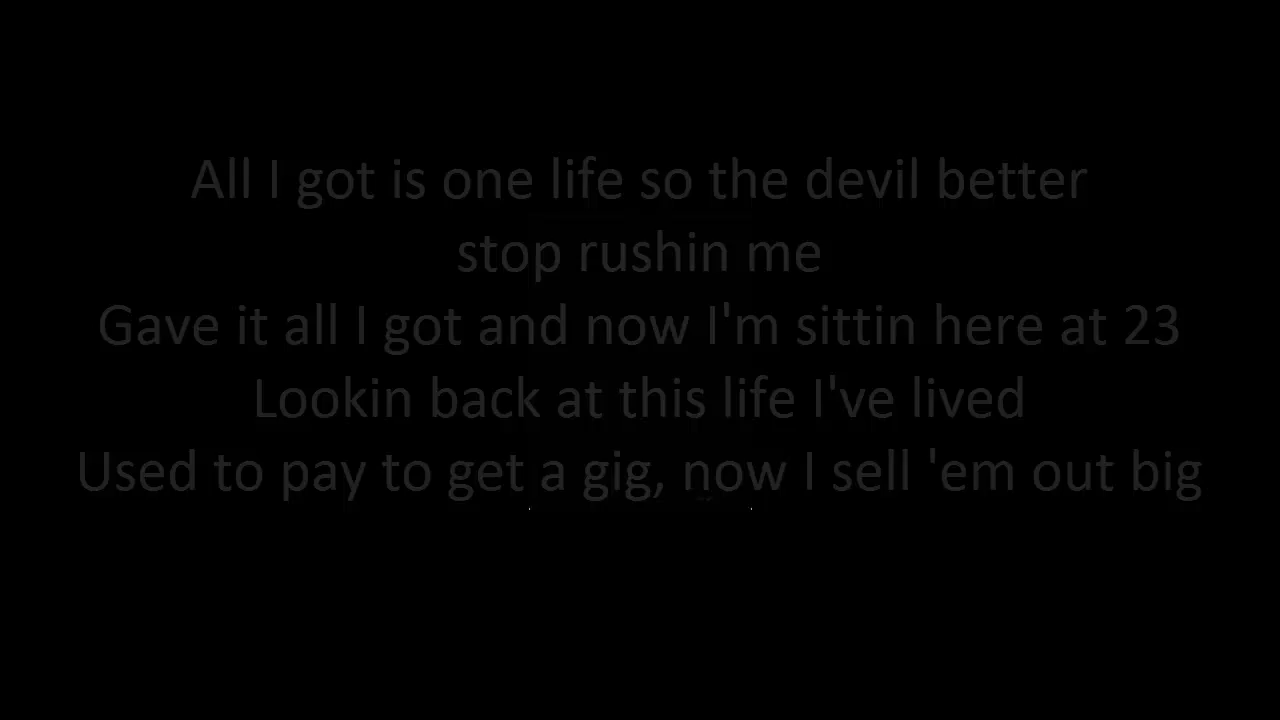 All I got is one life so the devil better
stop rushin me
Gave it all I got and now I'm sittin here at 23
Lookin back at this life I've lived
Used to pay to get a gig, now I sell 'em out big